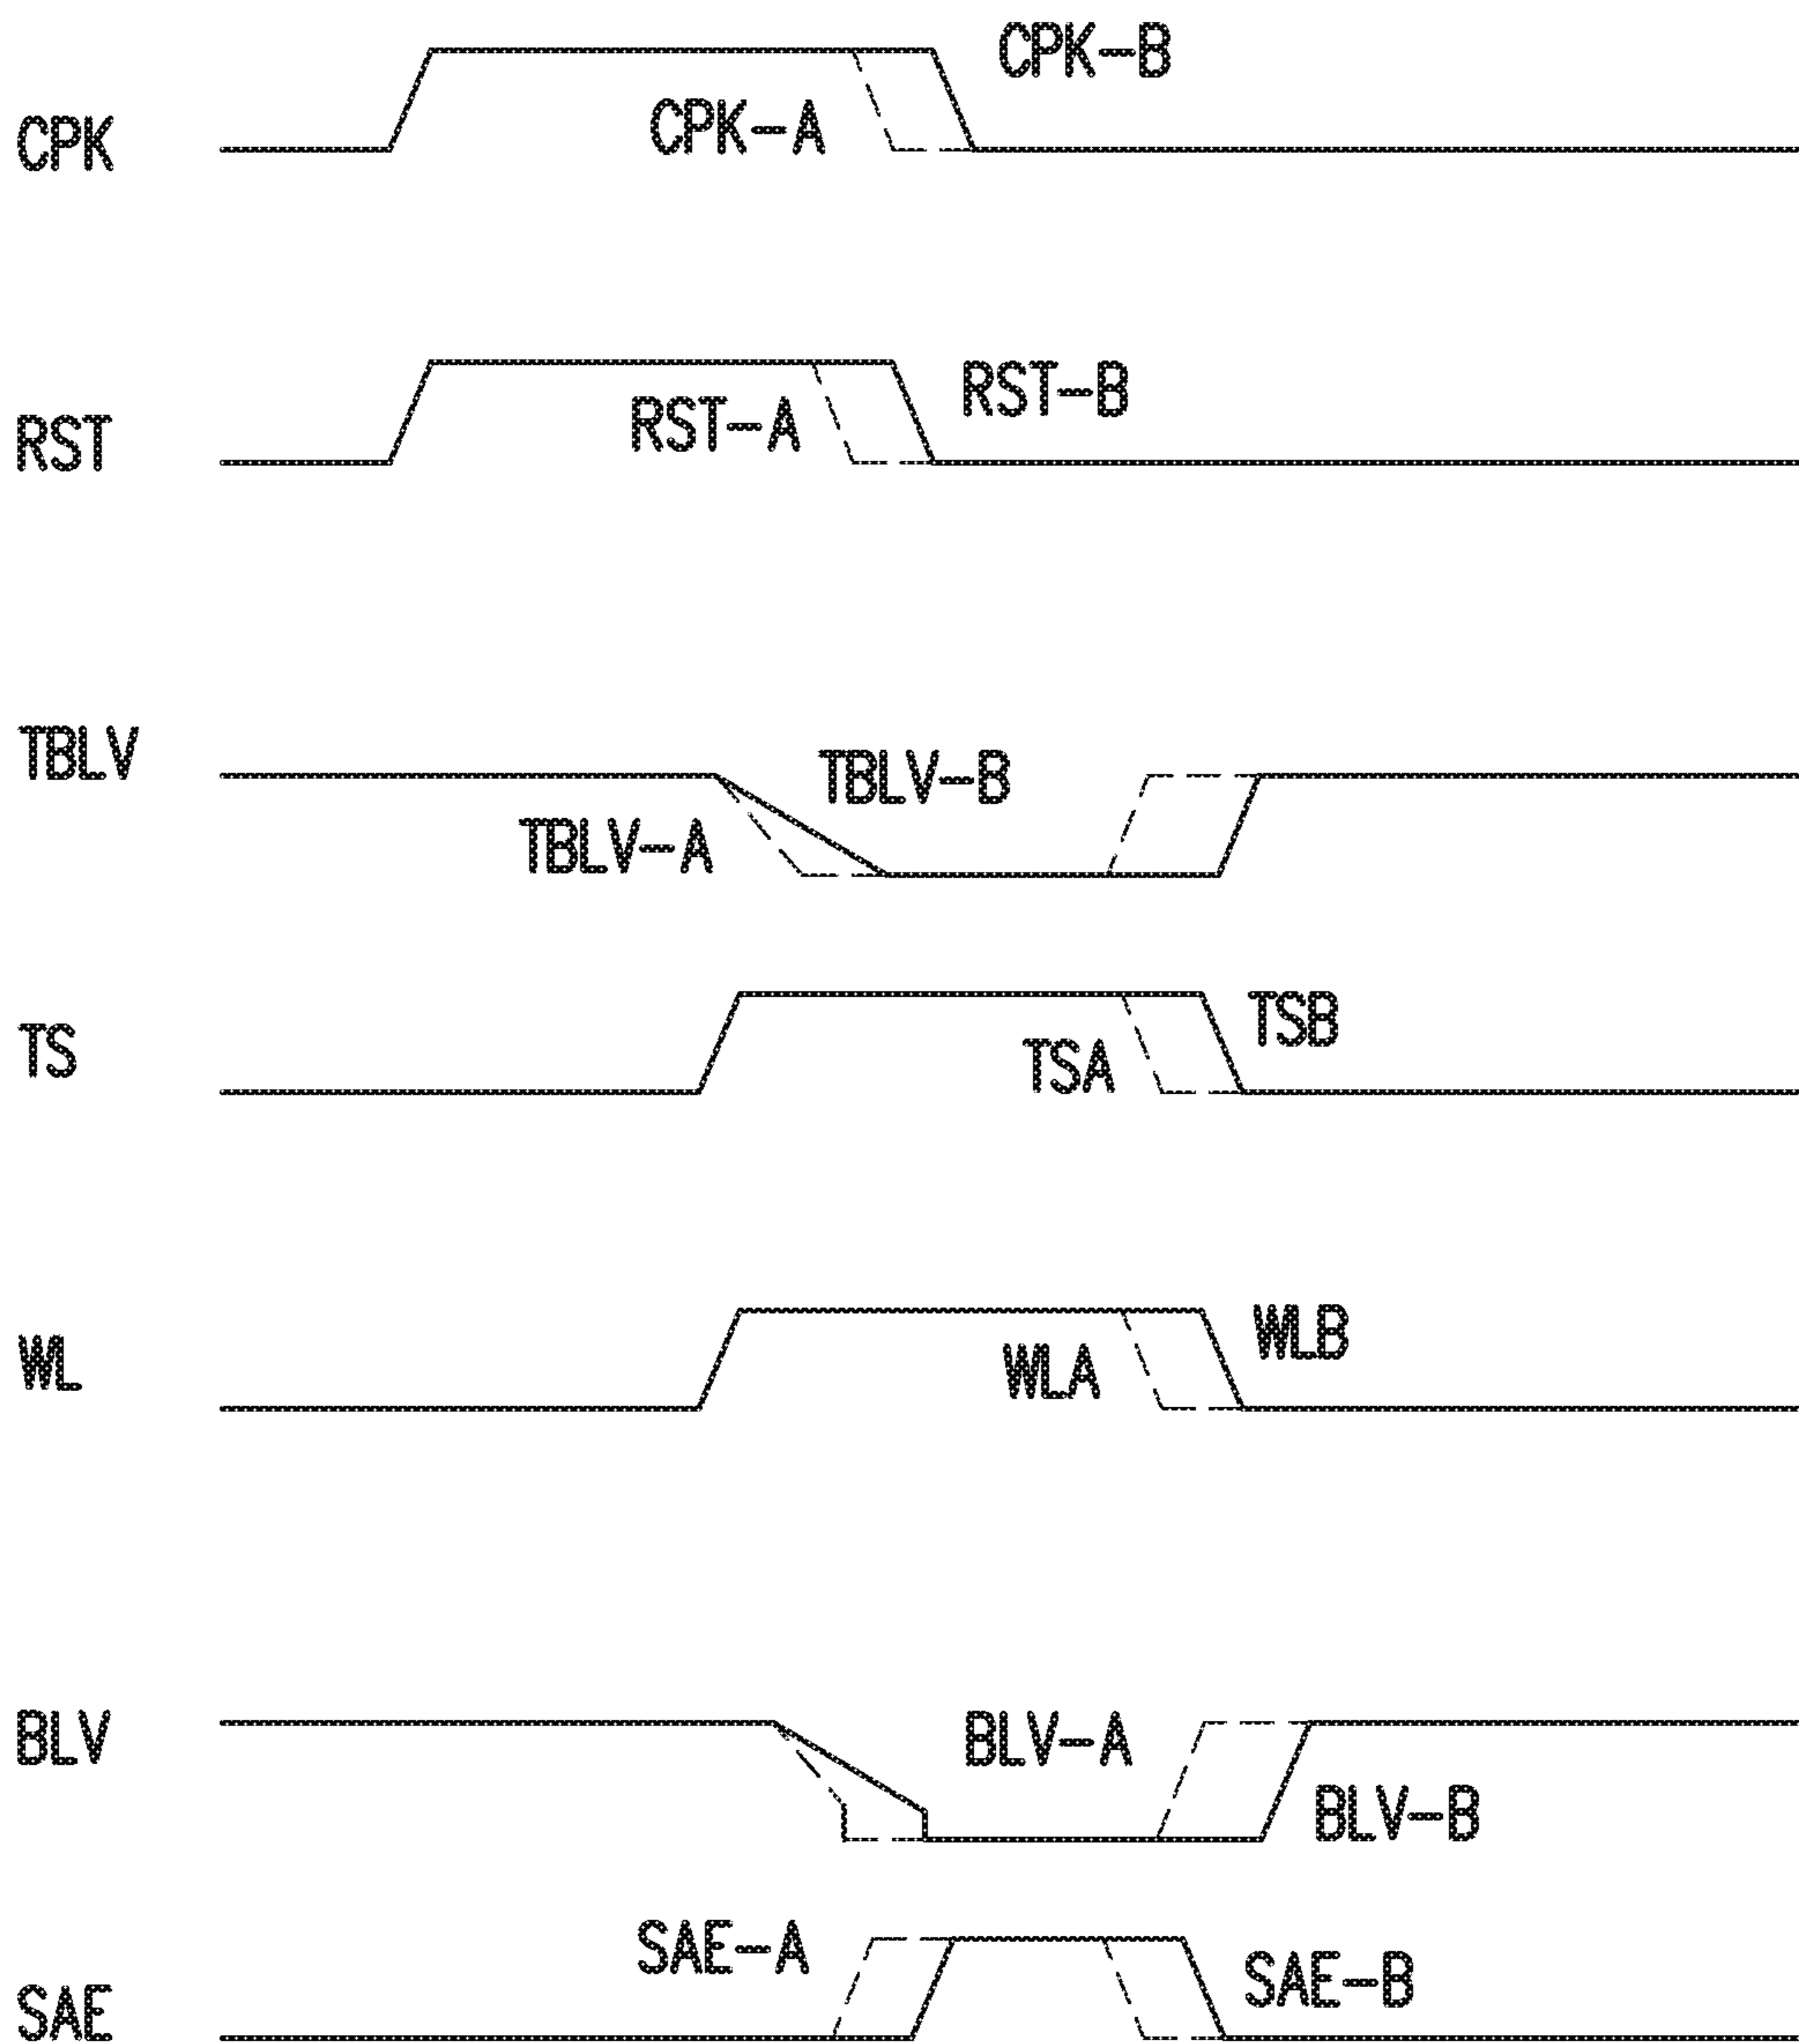 CPK-B
CPK-A
CPK
RST-B
RST-A
RST
TBLV
TBLV-B
TBLV-A
TSB
TS
TSA
WLB
WL
WLA
BLV
BLV-A
BLV-B
SAE-A
SAE-B
SAE